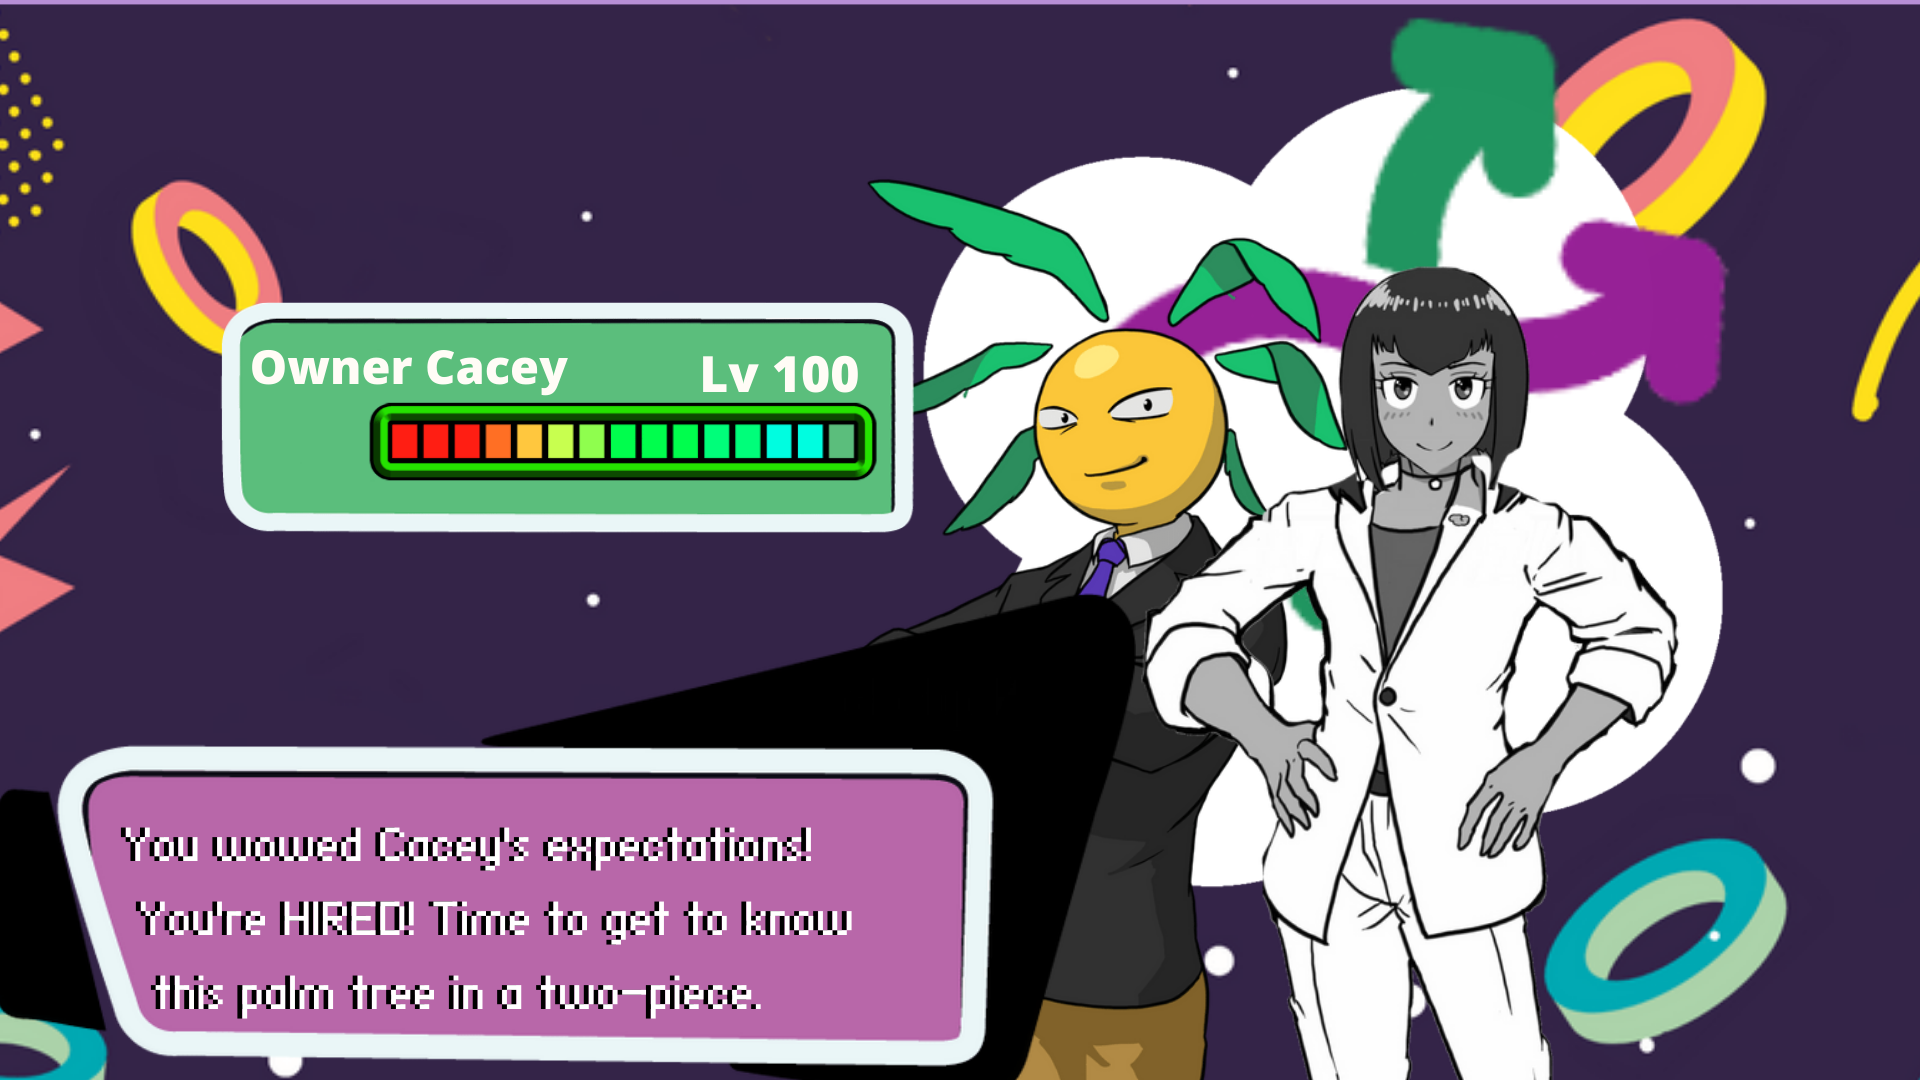 Owner Cacey Lv 100
You wowed Cacey's expectations!
You're HIRED! Time to get to know
this palm tree in a two-piece.